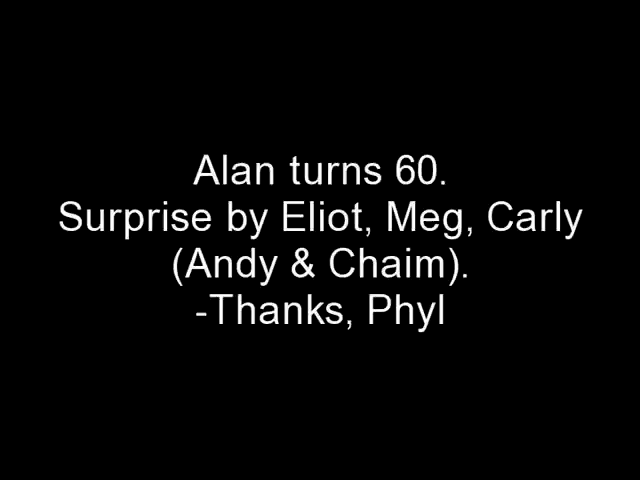 Alan turns 60.
Surprise by Eliot, Meg, Carly
(Andy & Chaim).
-Thanks, Phyl